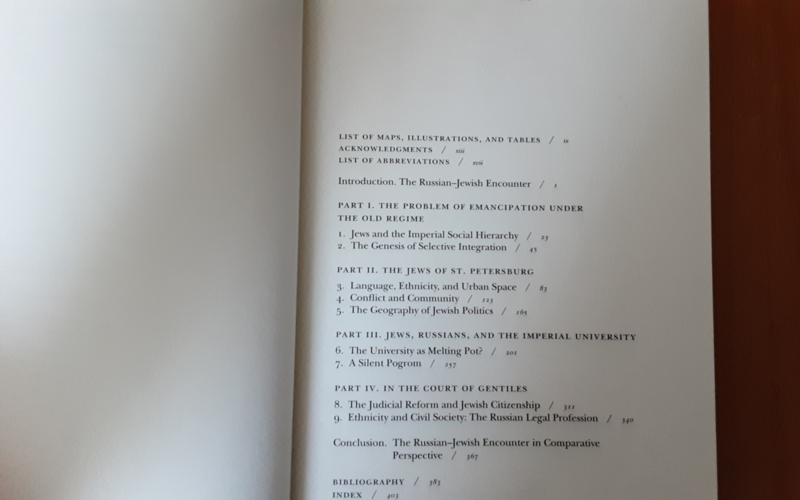 LIST OF MAPS, ILLUSTRATIONS, AND TABLES / ix
ACKNOWLEDGMENTS / xiii
LIST OF ABBREVIATIONS / xvii
Introduction. The Russian–Jewish Encounter / 1
PART I. THE PROBLEM OF EMANCIPATION UNDER
THE OLD REGIME
1. Jews and the Imperial Social Hierarchy / 23
2. The Genesis of Selective Integration / 45
PART II. THE JEWS OF ST. PETERSBURG
3. Language, Ethnicity, and Urban Space / 83
4. Conflict and Community / 123
5. The Geography of Jewish Politics / 165
PART III. JEWS, RUSSIANS, AND THE IMPERIAL UNIVERSITY
6. The University as Melting Pot? / 201
7. A Silent Pogrom / 257
PART IV. IN THE COURT OF GENTILES
8. The Judicial Reform and Jewish Citizenship / 311
9. Ethnicity and Civil Society: The Russian Legal Profession / 340
Conclusion. The Russian–Jewish Encounter in Comparative
Perspective / 367
BIBLIOGRAPHY / 383
INDEX / 403